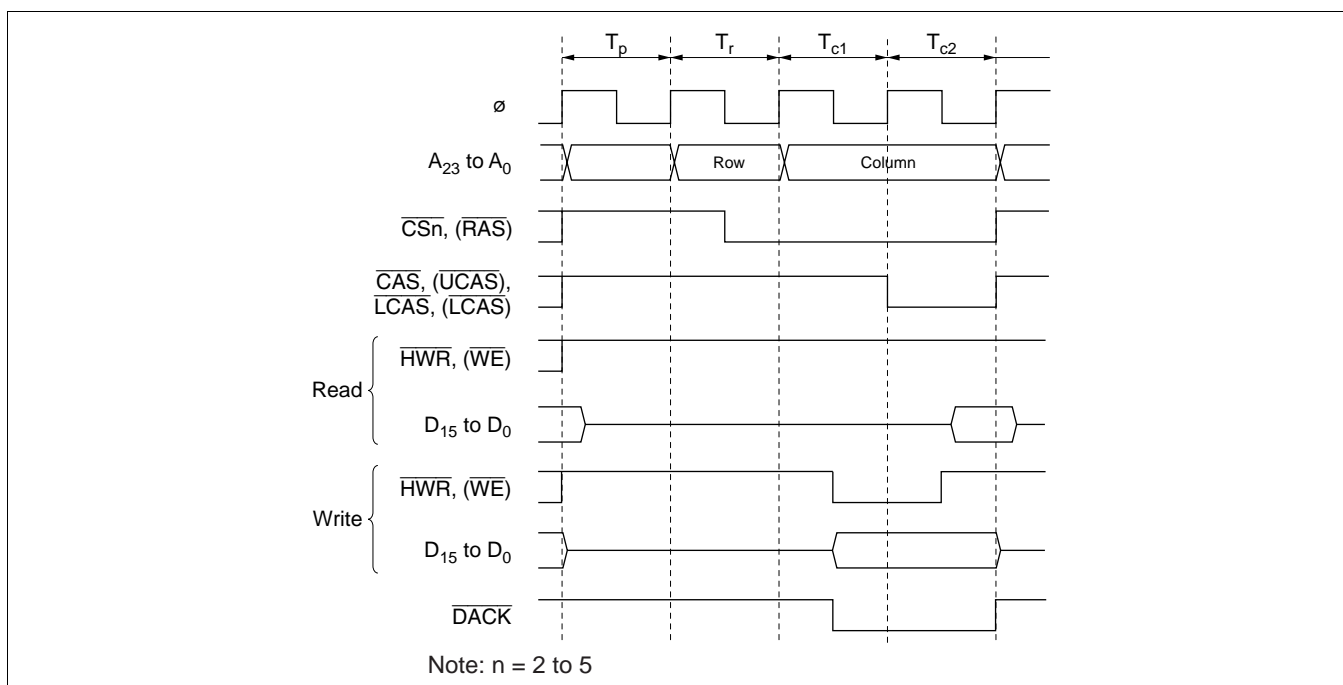 Tp Tr Tc1 Tc2
ø
A23 to A0 Row Column
CSn, (RAS)
CAS, (UCAS),
LCAS, (LCAS)
Read
HWR, (WE)
D15 to D0
Write
HWR, (WE)
D15 to D0
DACK
Note: n = 2 to 5